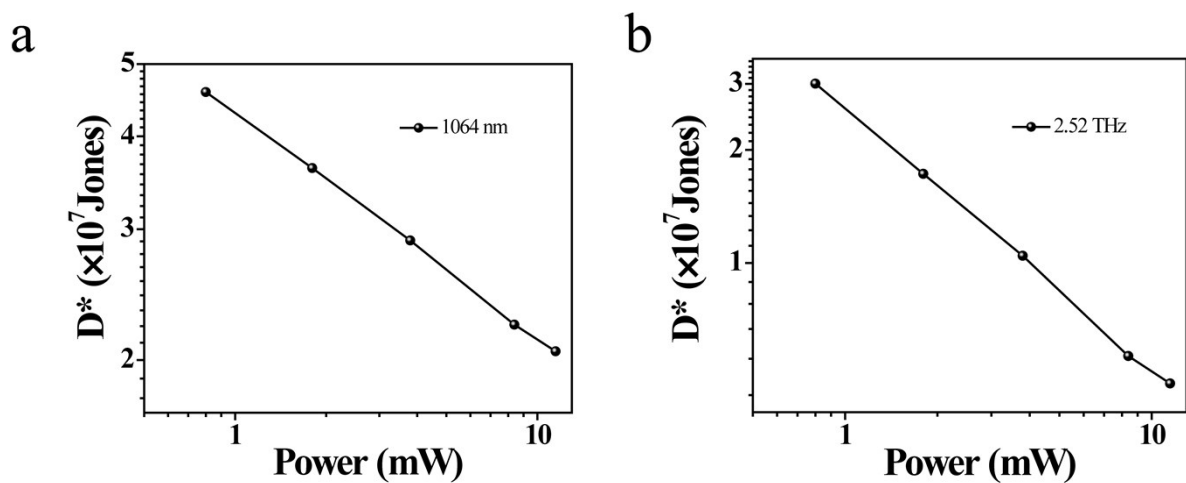 a
5
4
3
2
D* (×10⁷Jones)
1064 nm
1
10
Power (mW)
b
3
2
1
D* (×10⁷Jones)
2.52 THz
1
10
Power (mW)